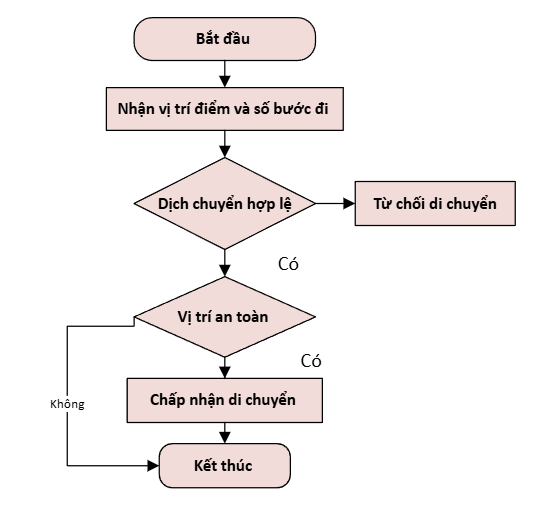 Bắt đầu
Nhận vị trí điểm và số bước đi
Dịch chuyển hợp lệ
Từ chối di chuyển
Có
Vị trí an toàn
Có
Chấp nhận di chuyển
Không
Kết thúc